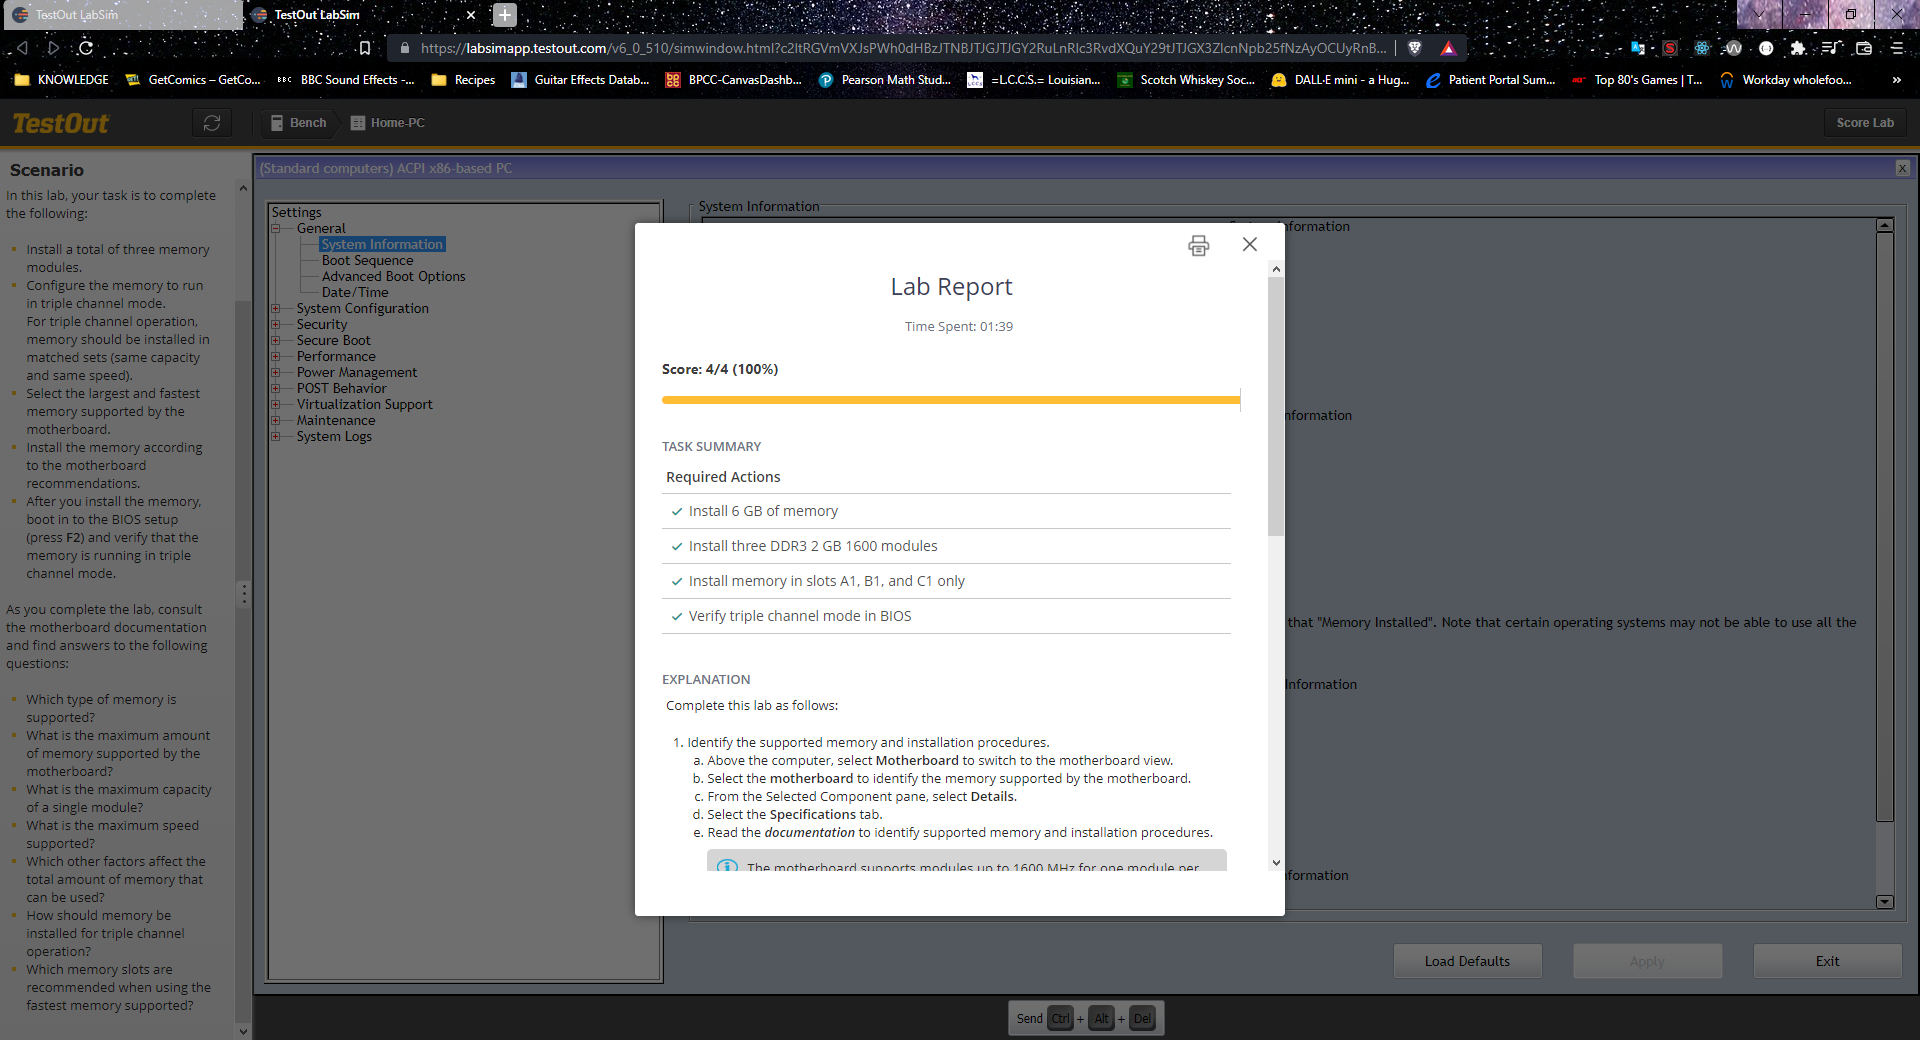 TestOut LabSim
TestOut LabSim
https://labsimapp.testout.com/v6_0_510/simwindow.html?
KNOWLEDGE
GetComics – GetCo...
BBC Sound Effects -...
Recipes
Guitar Effects Datab...
BPCC-CanvasDashb...
Pearson Math Stud...
=L.C.C.S.= Louisian...
Scotch Whiskey Soc...
DALL·E mini - a Hug...
Patient Portal Sum...
Top 80's Games | T...
Workday wholefoo...
»
TestOut
Bench
Home-PC
Score Lab
Scenario
In this lab, your task is to complete
the following:
Install a total of three memory
modules.
Configure the memory to run
in triple channel mode.
For triple channel operation,
memory should be installed in
matched sets (same capacity
and same speed).
Select the largest and fastest
memory supported by the
motherboard.
Install the memory according
to the motherboard
recommendations.
After you install the memory,
boot in to the BIOS setup
(press F2) and verify that the
memory is running in triple
channel mode.
As you complete the lab, consult
the motherboard documentation
and find answers to the following
questions:
Which type of memory is
supported?
What is the maximum amount
of memory supported by the
motherboard?
What is the maximum capacity
of a single module?
What is the maximum speed
supported?
Which other factors affect the
total amount of memory that
can be used?
How should memory be
installed for triple channel
operation?
Which memory slots are
recommended when using the
fastest memory supported?
(Standard computers) ACPI x86-based PC
Settings
General
System Information
Boot Sequence
Advanced Boot Options
Date/Time
System Configuration
Security
Secure Boot
Performance
Power Management
POST Behavior
Virtualization Support
Maintenance
System Logs
System Information
nformation
nformation
that "Memory Installed". Note that certain operating systems may not be able to use all the
Information
formation
Load Defaults
Apply
Exit
Lab Report
Time Spent: 01:39
Score: 4/4 (100%)
TASK SUMMARY
Required Actions
Install 6 GB of memory
Install three DDR3 2 GB 1600 modules
Install memory in slots A1, B1, and C1 only
Verify triple channel mode in BIOS
EXPLANATION
Complete this lab as follows:
1. Identify the supported memory and installation procedures.
a. Above the computer, select Motherboard to switch to the motherboard view.
b. Select the motherboard to identify the memory supported by the motherboard.
c. From the Selected Component pane, select Details.
d. Select the Specifications tab.
e. Read the documentation to identify supported memory and installation procedures.
The motherboard supports modules up to 1600 MHz for one module per
Send Ctrl + Alt + Del